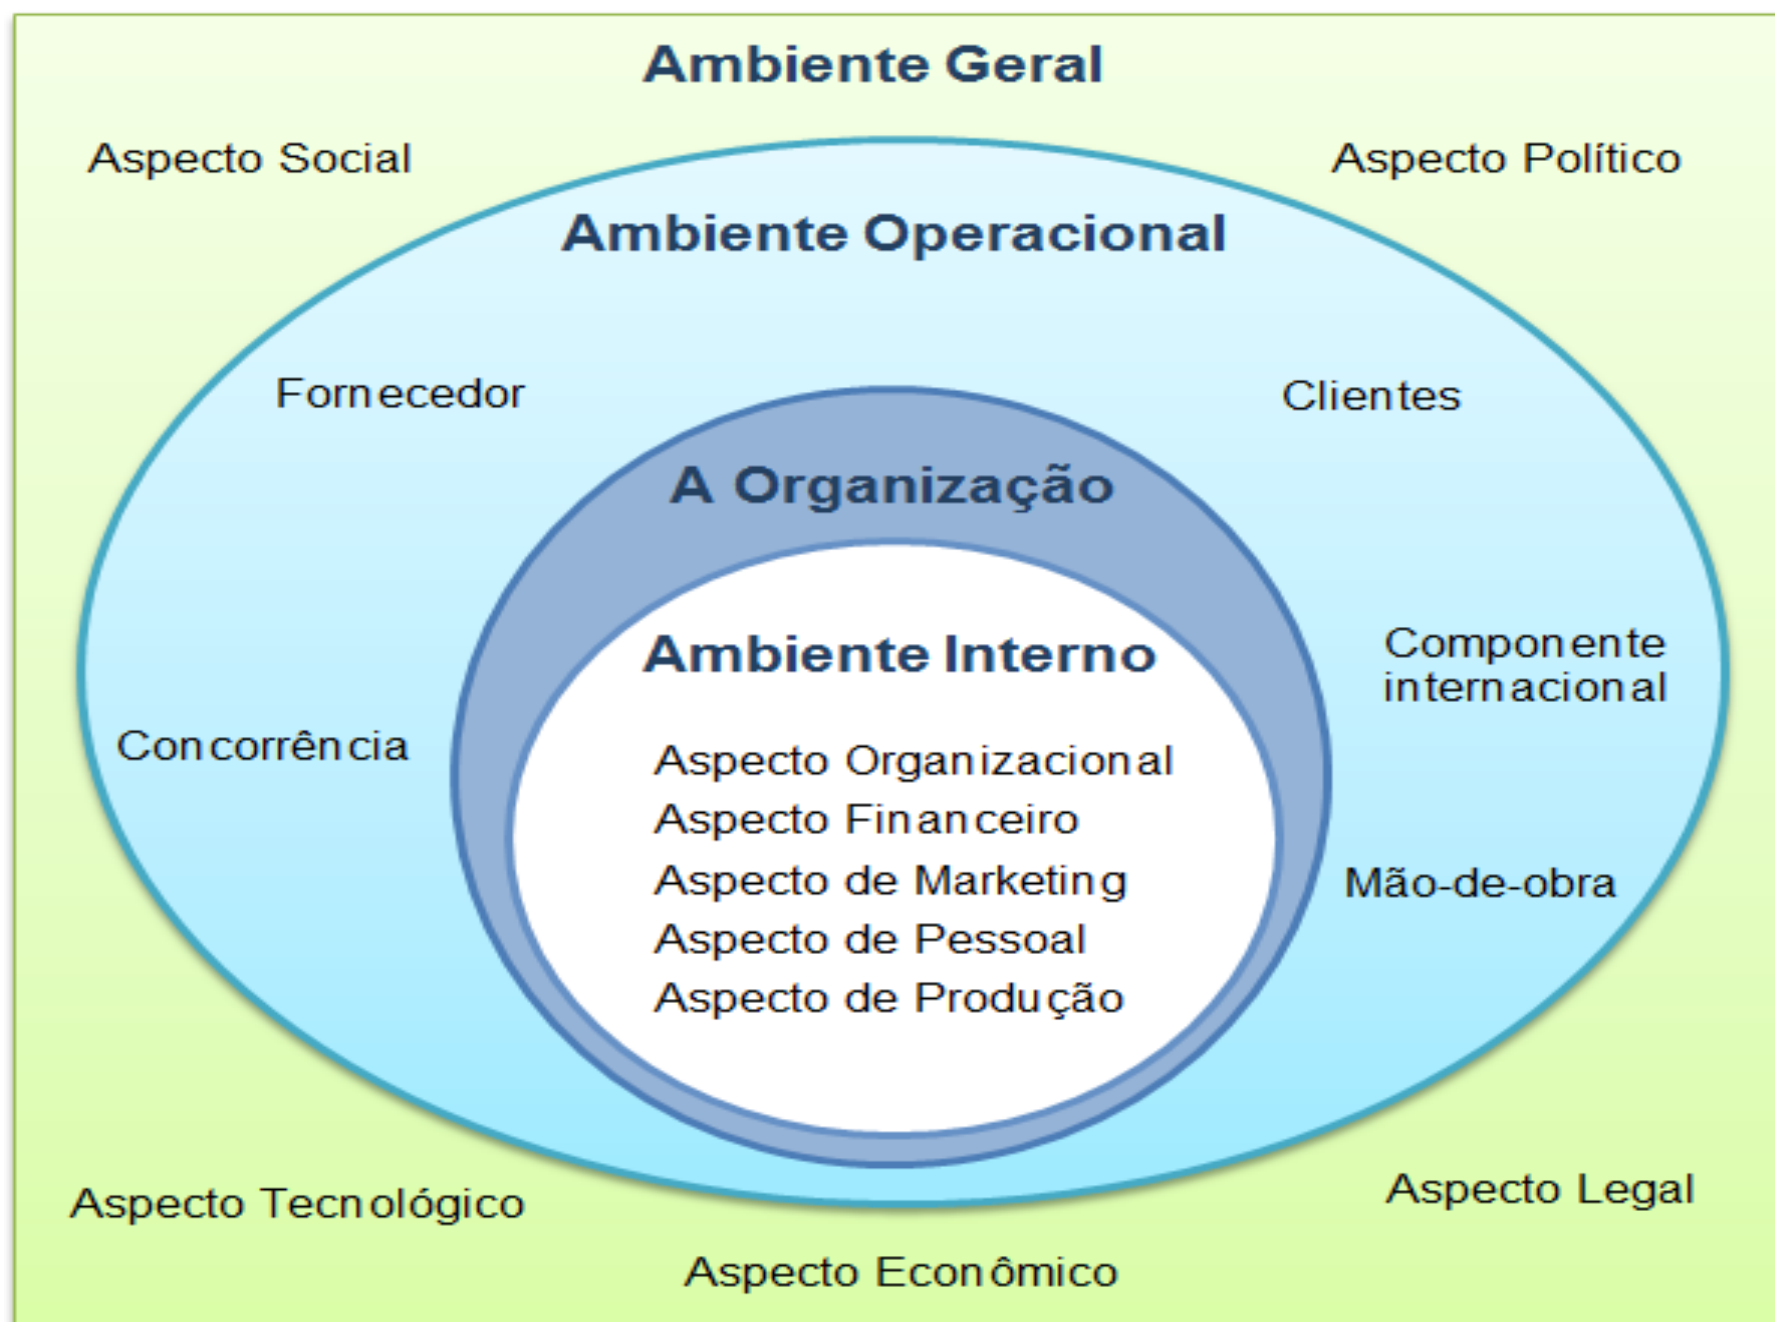 Ambiente Geral
Aspecto Social
Aspecto Político
Ambiente Operacional
Fornecedor
Clientes
A Organização
Ambiente Interno
Componente
internacional
Concorrência
Aspecto Organizacional
Aspecto Financeiro
Aspecto de Marketing
Mão-de-obra
Aspecto de Pessoal
Aspecto de Produção
Aspecto Tecnológico
Aspecto Legal
Aspecto Econômico